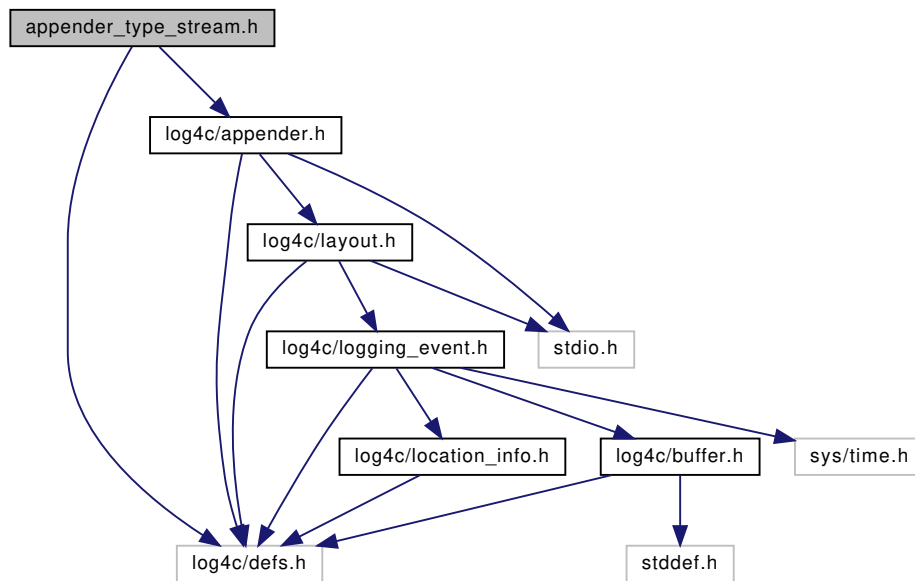 appender_type_stream.h
log4c/appender.h
log4c/layout.h
log4c/logging_event.h
stdio.h
log4c/location_info.h
log4c/buffer.h
sys/time.h
log4c/defs.h
stddef.h